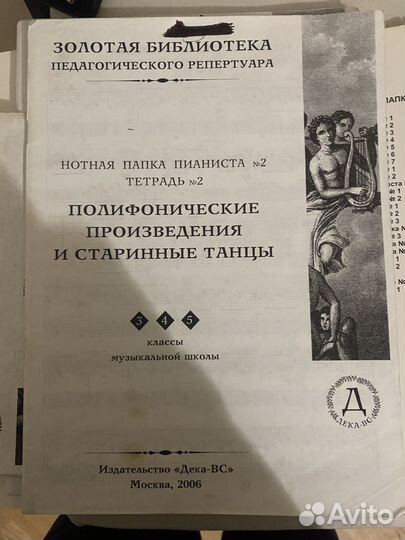 ЗОЛОТАЯ БИБЛИОТЕКА
ПЕДАГОГИЧЕСКОГО РЕПЕРТУАРА
НОТНАЯ ПАПКА ПИАНИСТА №2
ТЕТРАДЬ №2
ПОЛИФОНИЧЕСКИЕ
ПРОИЗВЕДЕНИЯ
И СТАРИННЫЕ ТАНЦЫ
3 4 5
классы
музыкальной школы
Д
ДЕКА-ВС
Издательство «Дека-ВС»
Москва, 2006
Avito